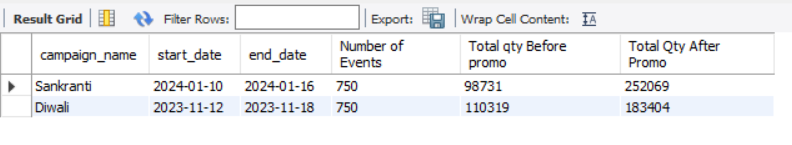 Result Grid Filter Rows: Export: Wrap Cell Content:
campaign_name start_date end_date Number of Events Total qty Before promo Total Qty After Promo
Sankranti 2024-01-10 2024-01-16 750 98731 252069
Diwali 2023-11-12 2023-11-18 750 110319 183404